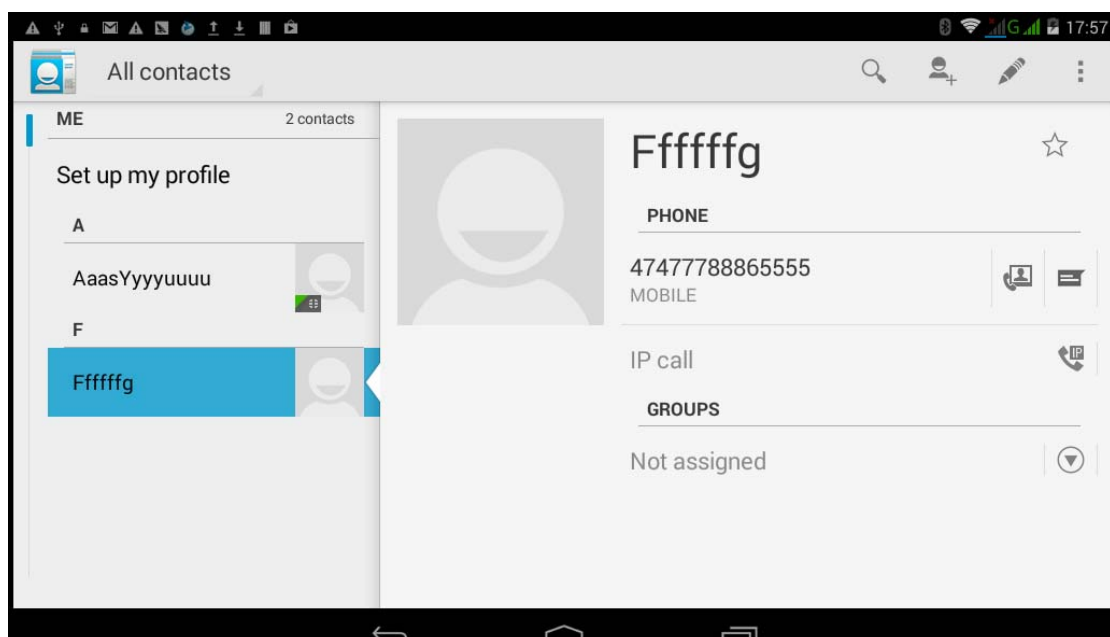 G 17:57
All contacts
ME 2 contacts
Set up my profile
A
AaasYyyyuuuu
F
Ffffffg
Ffffffg
PHONE
47477788865555
MOBILE
IP call
IP
GROUPS
Not assigned